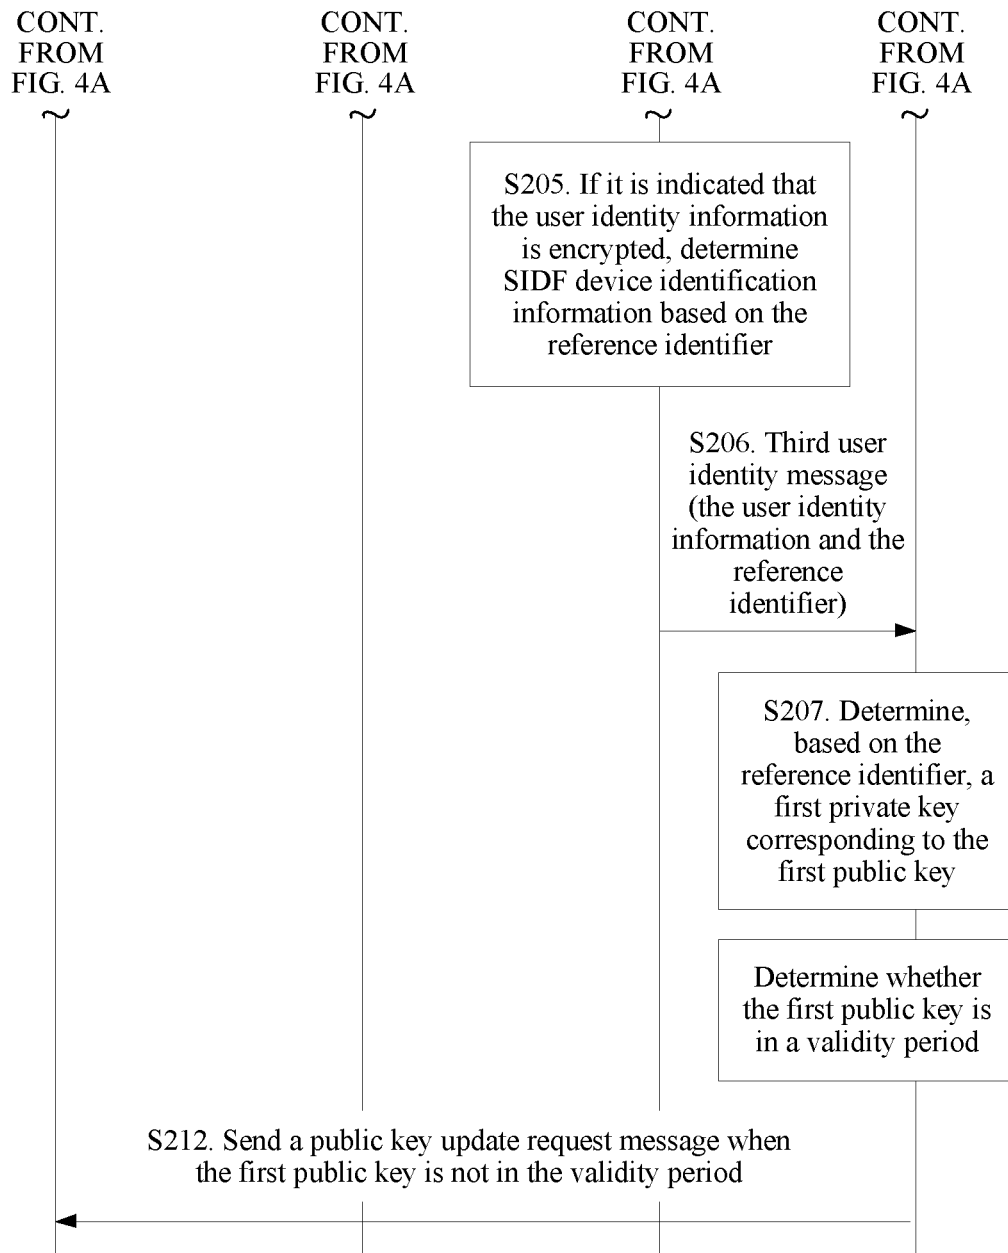 CONT.
FROM
FIG. 4A
CONT.
FROM
FIG. 4A
CONT.
FROM
FIG. 4A
CONT.
FROM
FIG. 4A
S205. If it is indicated that
the user identity information
is encrypted, determine
SIDF device identification
information based on the
reference identifier
S206. Third user
identity message
(the user identity
information and the
reference
identifier)
S207. Determine,
based on the
reference identifier, a
first private key
corresponding to the
first public key
Determine whether
the first public key is
in a validity period
S212. Send a public key update request message when
the first public key is not in the validity period